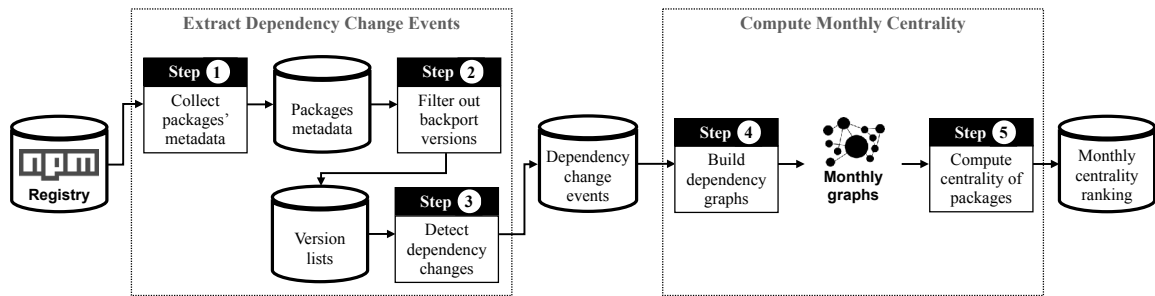 Extract Dependency Change Events
Compute Monthly Centrality
npm
Registry
Step 1
Collect
packages'
metadata
Packages
metadata
Step 2
Filter out
backport
versions
Version
lists
Step 3
Detect
dependency
changes
Dependency
change
events
Step 4
Build
dependency
graphs
Monthly
graphs
Step 5
Compute
centrality of
packages
Monthly
centrality
ranking